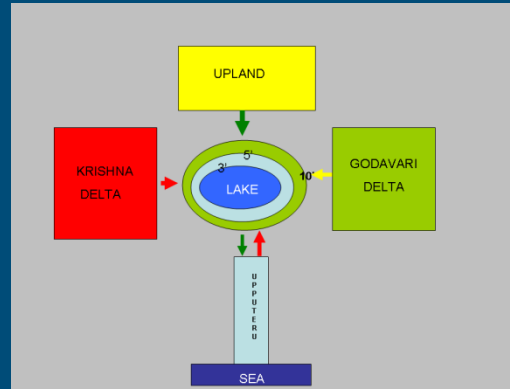 UPLAND
KRISHNA
DELTA
5'
3'
10'
LAKE
GODAVARI
DELTA
UPPUTERU
SEA